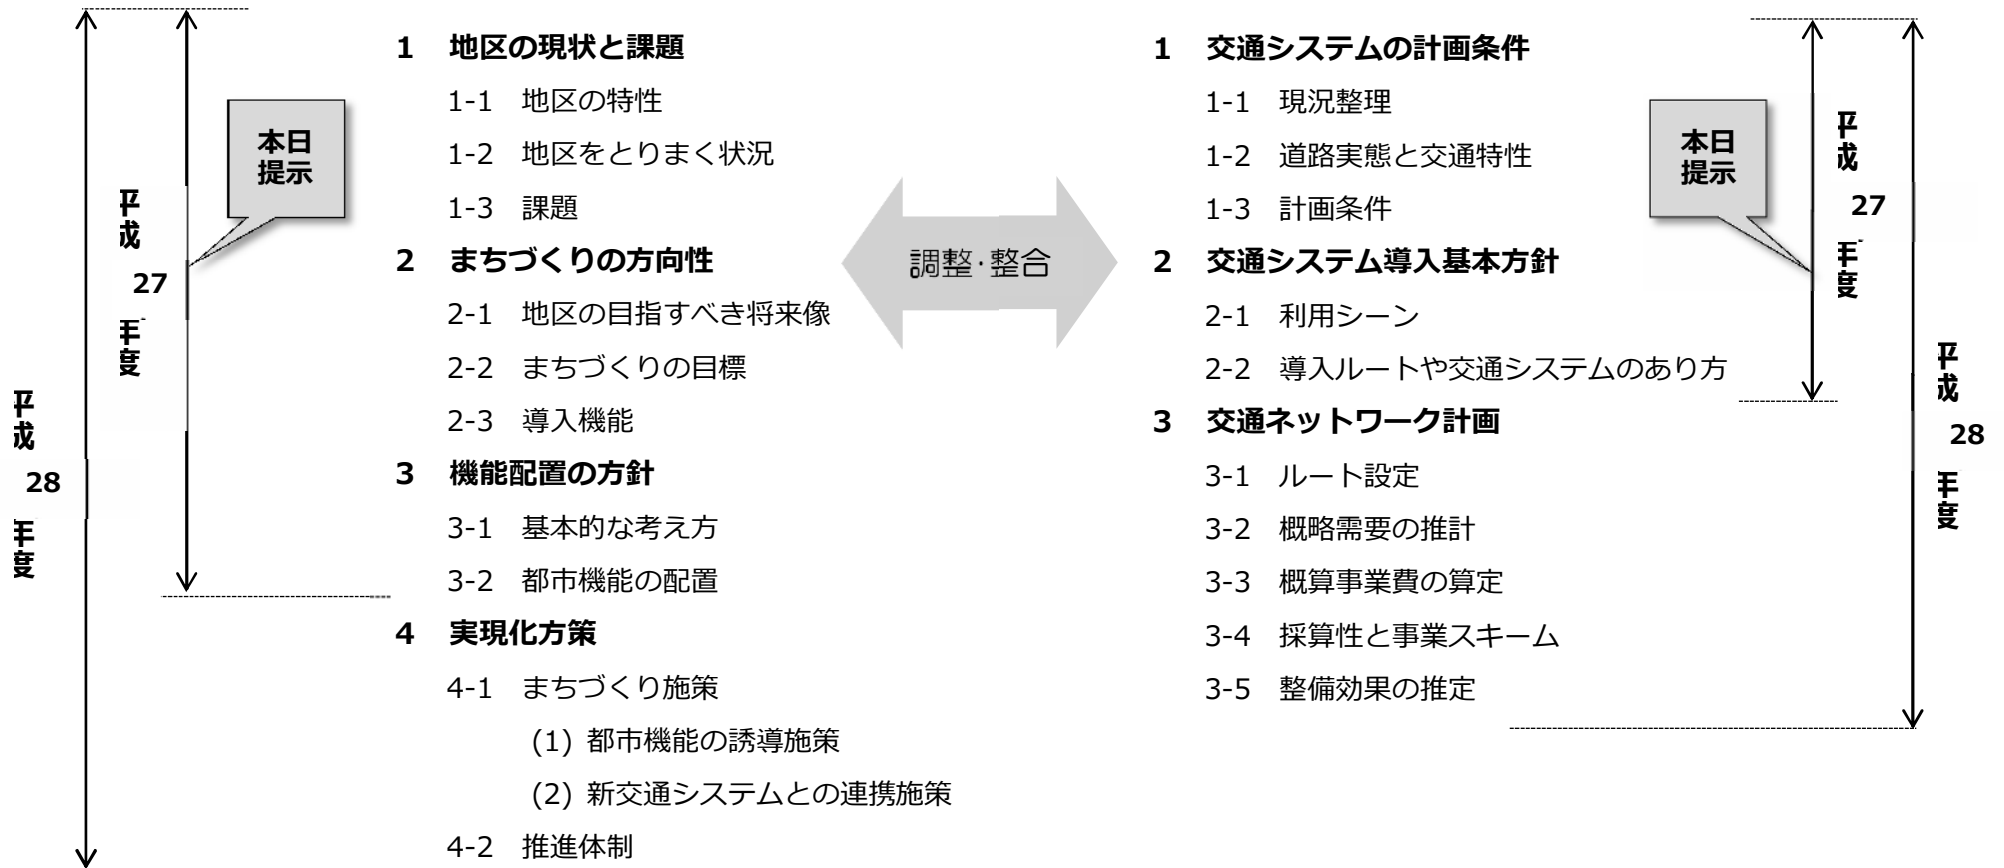 平成
28
年度
平成
27
年度
本日
提示
1 地区の現状と課題
1-1 地区の特性
1-2 地区をとりまく状況
1-3 課題
2 まちづくりの方向性
2-1 地区の目指すべき将来像
2-2 まちづくりの目標
2-3 導入機能
3 機能配置の方針
3-1 基本的な考え方
3-2 都市機能の配置
4 実現化方策
4-1 まちづくり施策
(1) 都市機能の誘導施策
(2) 新交通システムとの連携施策
4-2 推進体制
調整・整合
1 交通システムの計画条件
1-1 現況整理
1-2 道路実態と交通特性
1-3 計画条件
2 交通システム導入基本方針
2-1 利用シーン
2-2 導入ルートや交通システムのあり方
3 交通ネットワーク計画
3-1 ルート設定
3-2 概略需要の推計
3-3 概算事業費の算定
3-4 採算性と事業スキーム
3-5 整備効果の推定
本日
提示
平成
27
年度
平成
28
年度